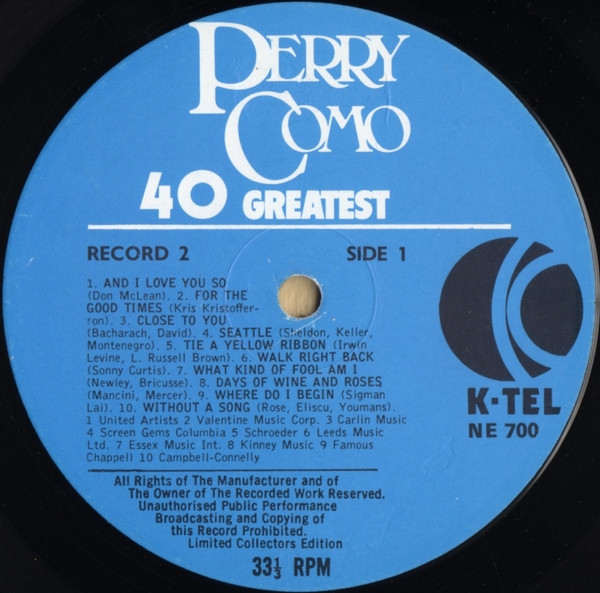 PERRY
COMO
40 GREATEST
RECORD 2 SIDE 1
1. AND I LOVE YOU SO
(Don McLean). 2. FOR THE
GOOD TIMES (Kris Kristoffer-
son). 3. CLOSE TO YOU
(Bacharach, David). 4. SEATTLE (Sheldon, Keller,
Montenegro). 5. TIE A YELLOW RIBBON (Irwin
Levine, L. Russell Brown). 6. WALK RIGHT BACK
(Sonny Curtis). 7. WHAT KIND OF FOOL AM I
(Newley, Bricusse). 8. DAYS OF WINE AND ROSES
(Mancini, Mercer). 9. WHERE DO I BEGIN (Sigman
Lai). 10. WITHOUT A SONG (Rose, Eliscu, Youmans).
1 United Artists 2 Valentine Music Corp. 3 Carlin Music
4 Screen Gems Columbia 5 Schroeder 6 Leeds Music
Ltd. 7 Essex Music Int. 8 Kinney Music 9 Famous
Chappell 10 Campbell-Connelly
K-TEL
NE 700
All Rights of The Manufacturer and of
The Owner of The Recorded Work Reserved.
Unauthorised Public Performance
Broadcasting and Copying of
this Record Prohibited.
Limited Collectors Edition
33⅓ RPM